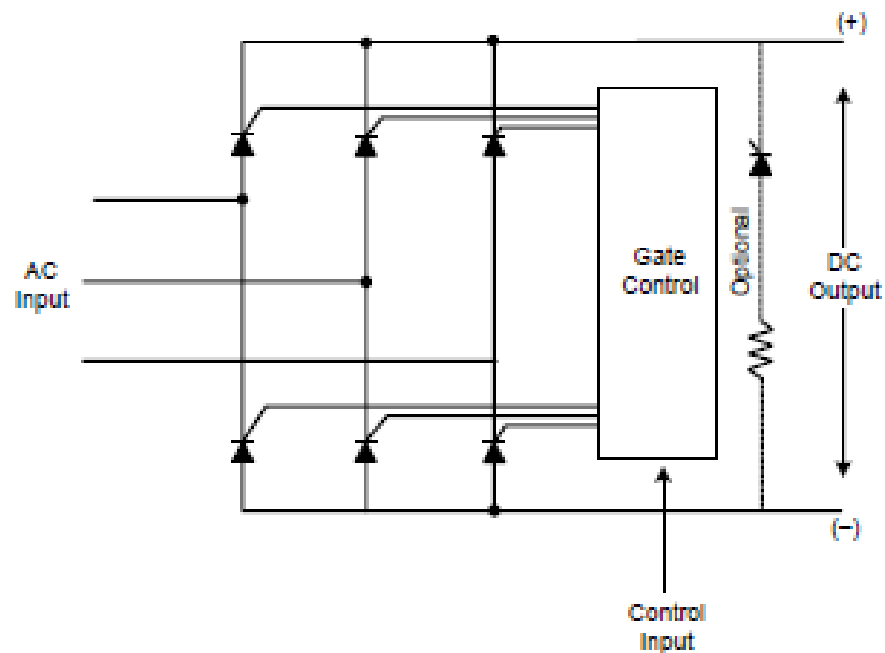 (+)
AC
Input
Gate
Control
Optional
DC
Output
(−)
Control
Input